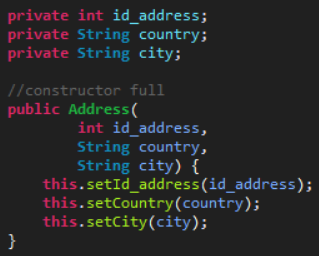 private int id_address;
private String country;
private String city;
//constructor full
public Address(
int id_address,
String country,
String city) {
this.setId_address(id_address);
this.setCountry(country);
this.setCity(city);
}